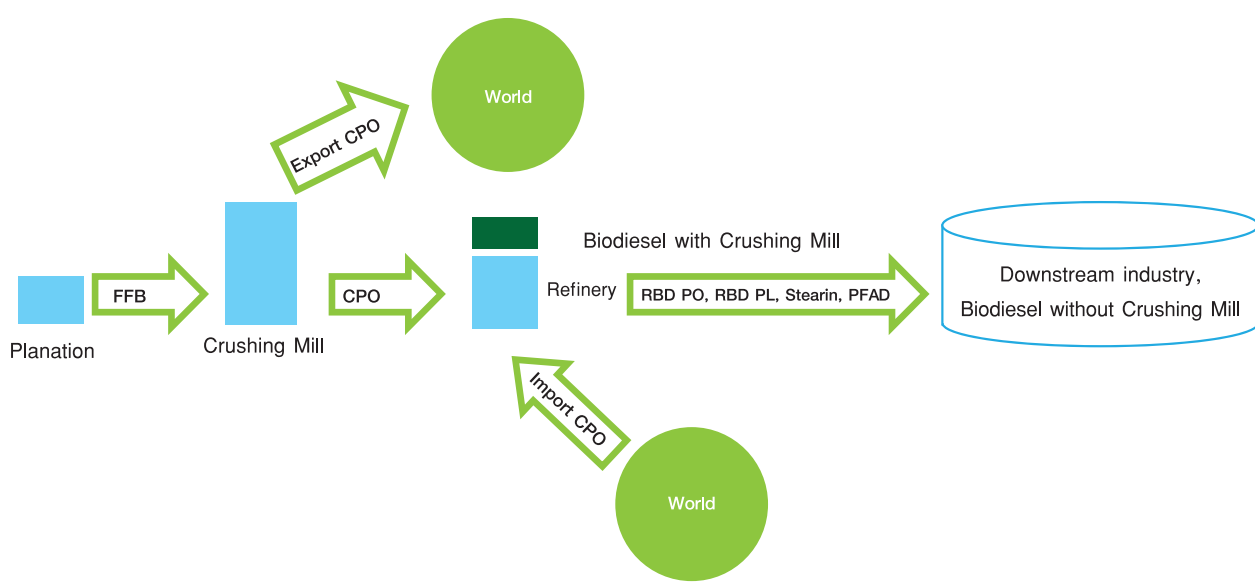 World
Export CPO
Biodiesel with Crushing Mill
FFB
CPO
Refinery
RBD PO, RBD PL, Stearin, PFAD
Downstream industry,
Biodiesel without Crushing Mill
Planation
Crushing Mill
Import CPO
World